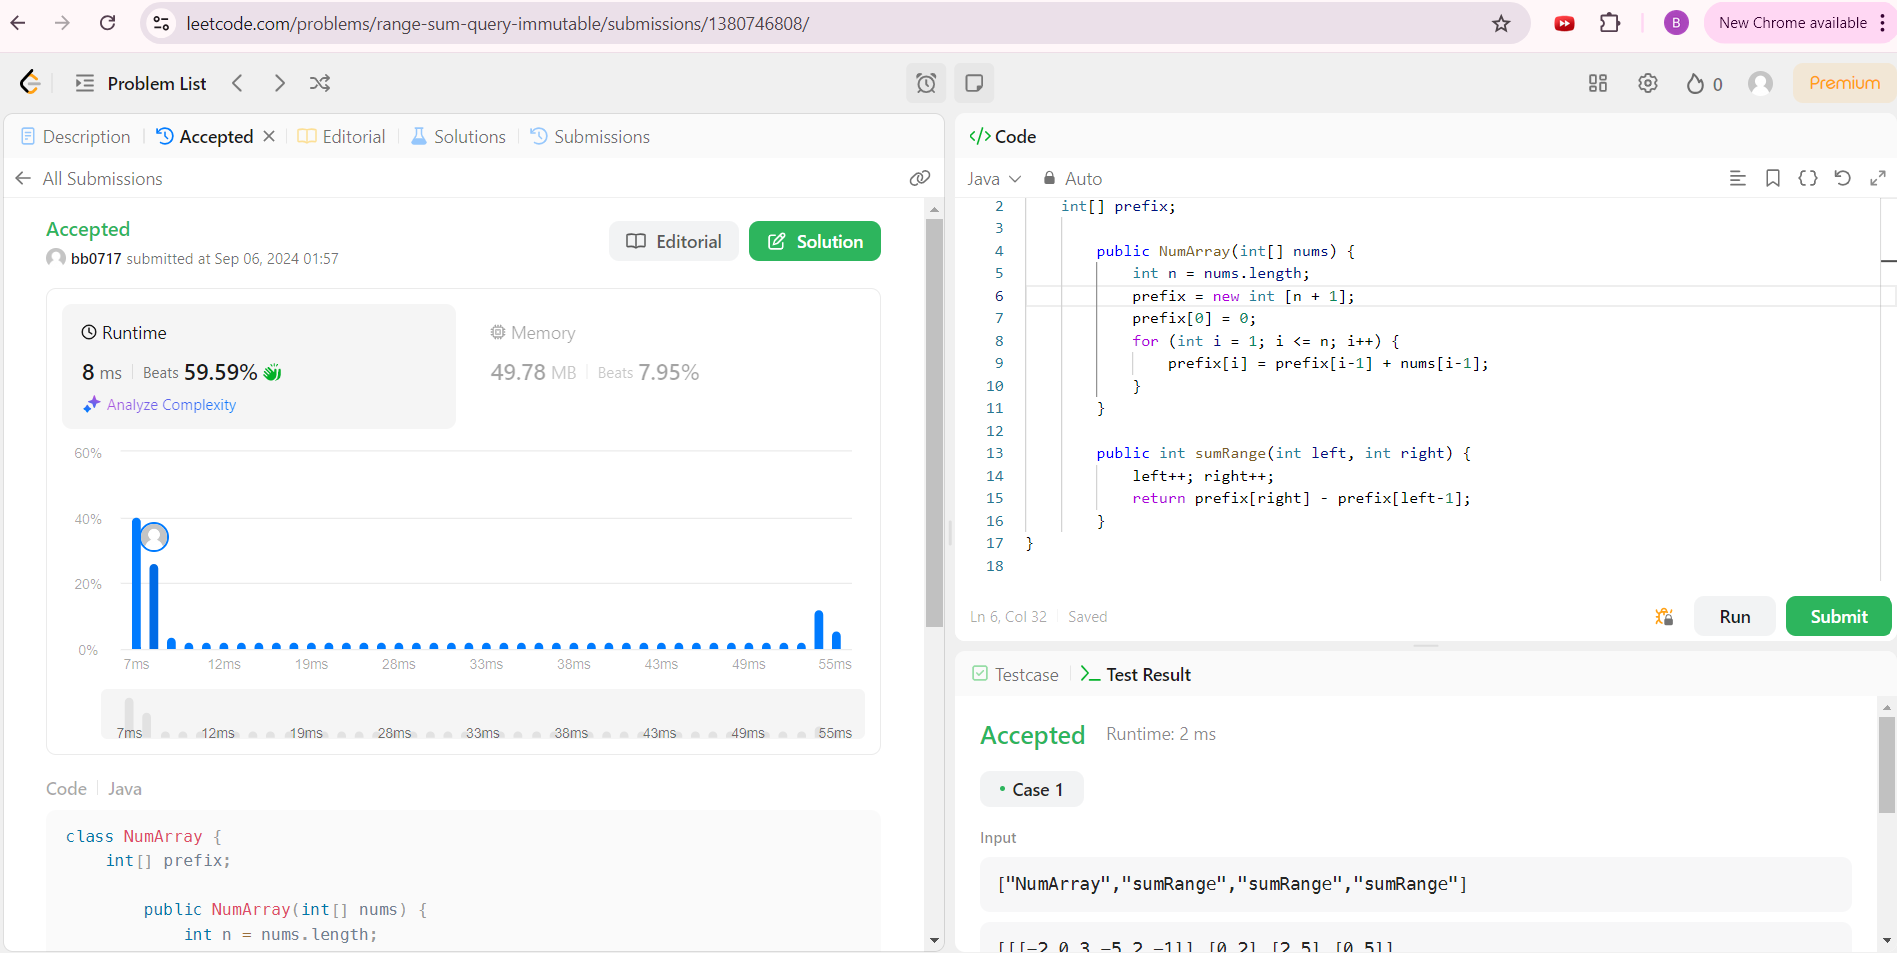 leetcode.com/problems/range-sum-query-immutable/submissions/1380746808/
B
New Chrome available
Problem List
0
Premium
Description
Accepted
Editorial
Solutions
Submissions
All Submissions
Accepted
bb0717 submitted at Sep 06, 2024 01:57
Editorial
Solution
Runtime
8 ms
Beats 59.59%
Analyze Complexity
Memory
49.78 MB
Beats 7.95%
60%
40%
20%
0%
7ms 12ms 19ms 28ms 33ms 38ms 43ms 49ms 55ms
7ms 12ms 19ms 28ms 33ms 38ms 43ms 49ms 55ms
Code
Java
class NumArray {
int[] prefix;
public NumArray(int[] nums) {
int n = nums.length;
</> Code
Java
Auto
2 int[] prefix;
3
4 public NumArray(int[] nums) {
5 int n = nums.length;
6 prefix = new int [n + 1];
7 prefix[0] = 0;
8 for (int i = 1; i <= n; i++) {
9 prefix[i] = prefix[i-1] + nums[i-1];
10 }
11 }
12
13 public int sumRange(int left, int right) {
14 left++; right++;
15 return prefix[right] - prefix[left-1];
16 }
17 }
18
Ln 6, Col 32
Saved
Run
Submit
Testcase
Test Result
Accepted
Runtime: 2 ms
Case 1
Input
["NumArray","sumRange","sumRange","sumRange"]
[[[-2,0,3,-5,2,-1]],[0,2],[2,5],[0,5]]